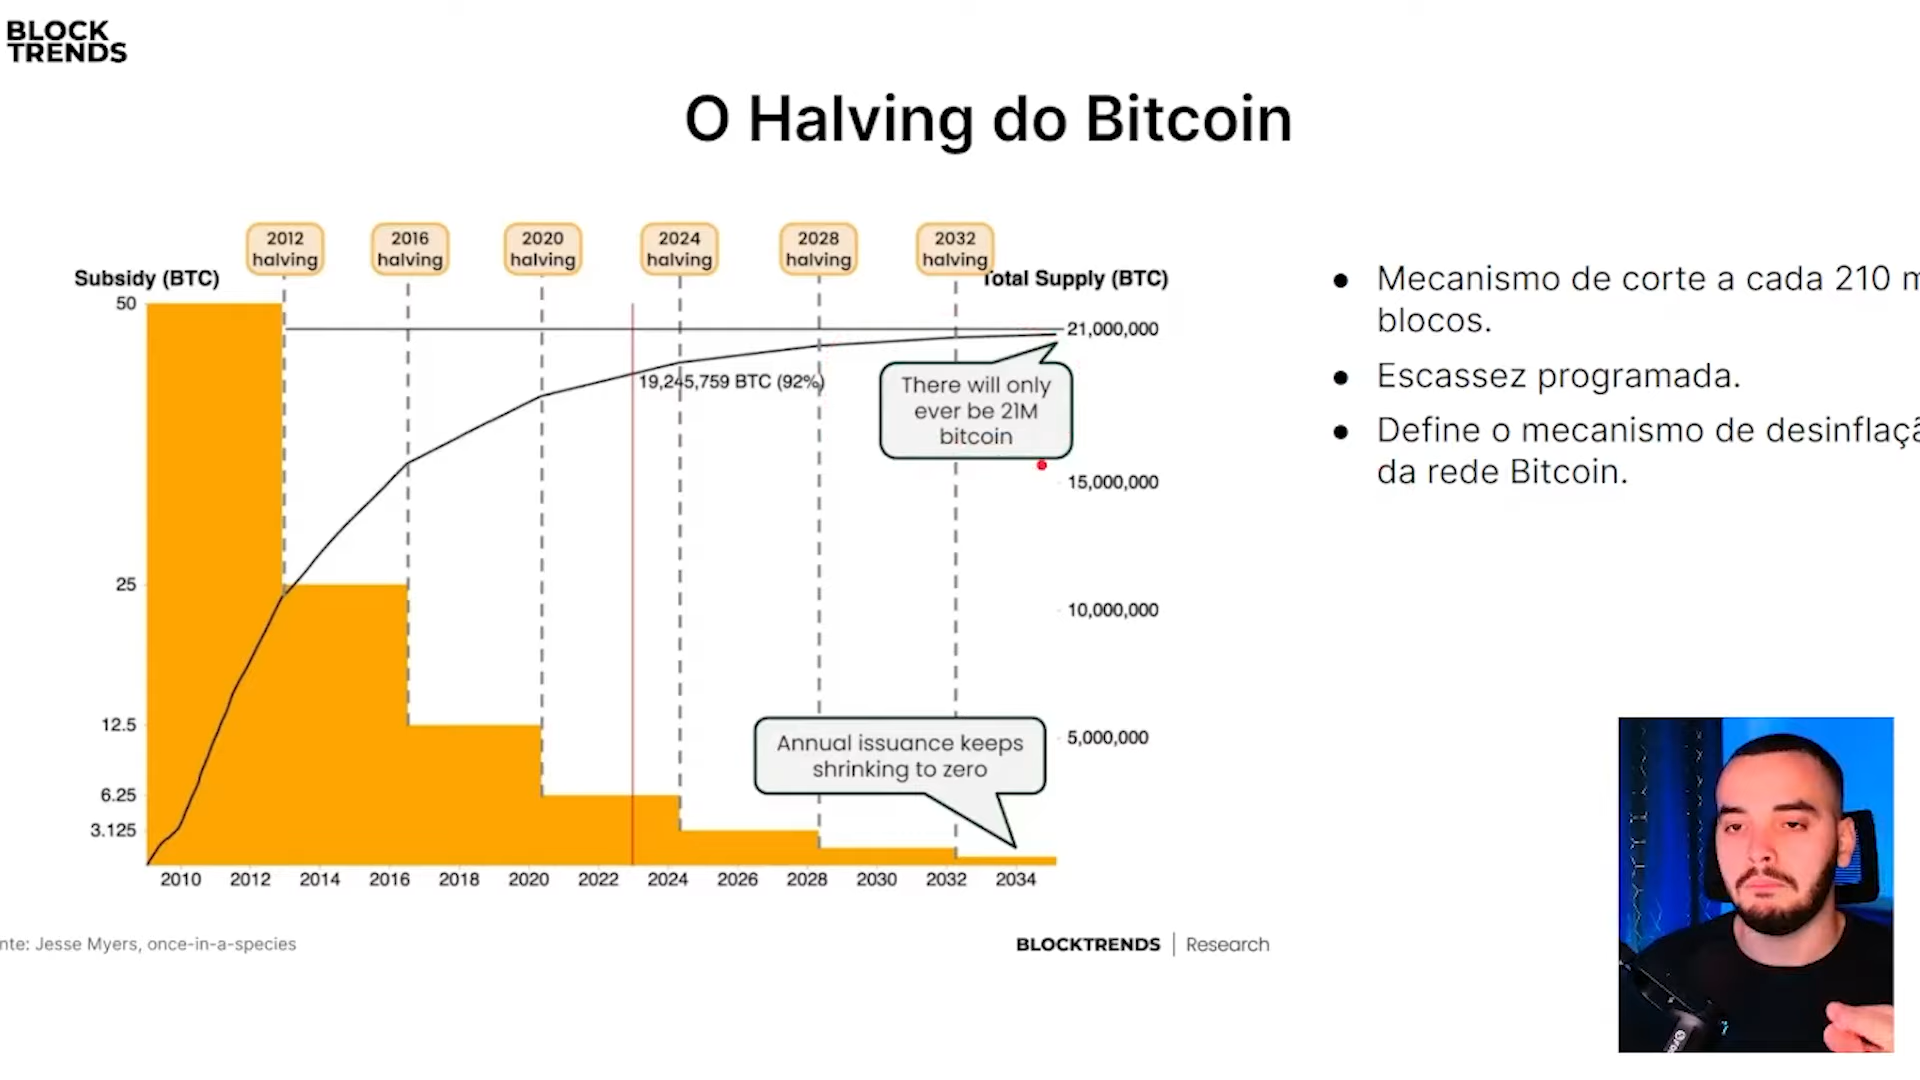 BLOCK
TRENDS
O Halving do Bitcoin
2012
halving
2016
halving
2020
halving
2024
halving
2028
halving
2032
halving
Subsidy (BTC)
Total Supply (BTC)
50
25
12.5
6.25
3.125
21,000,000
15,000,000
10,000,000
5,000,000
19,245,759 BTC (92%)
There will only
ever be 21M
bitcoin
Annual issuance keeps
shrinking to zero
2010 2012 2014 2016 2018 2020 2022 2024 2026 2028 2030 2032 2034
Mecanismo de corte a cada 210 m
blocos.
Escassez programada.
Define o mecanismo de desinflaçã
da rede Bitcoin.
nte: Jesse Myers, once-in-a-species
BLOCKTRENDS | Research